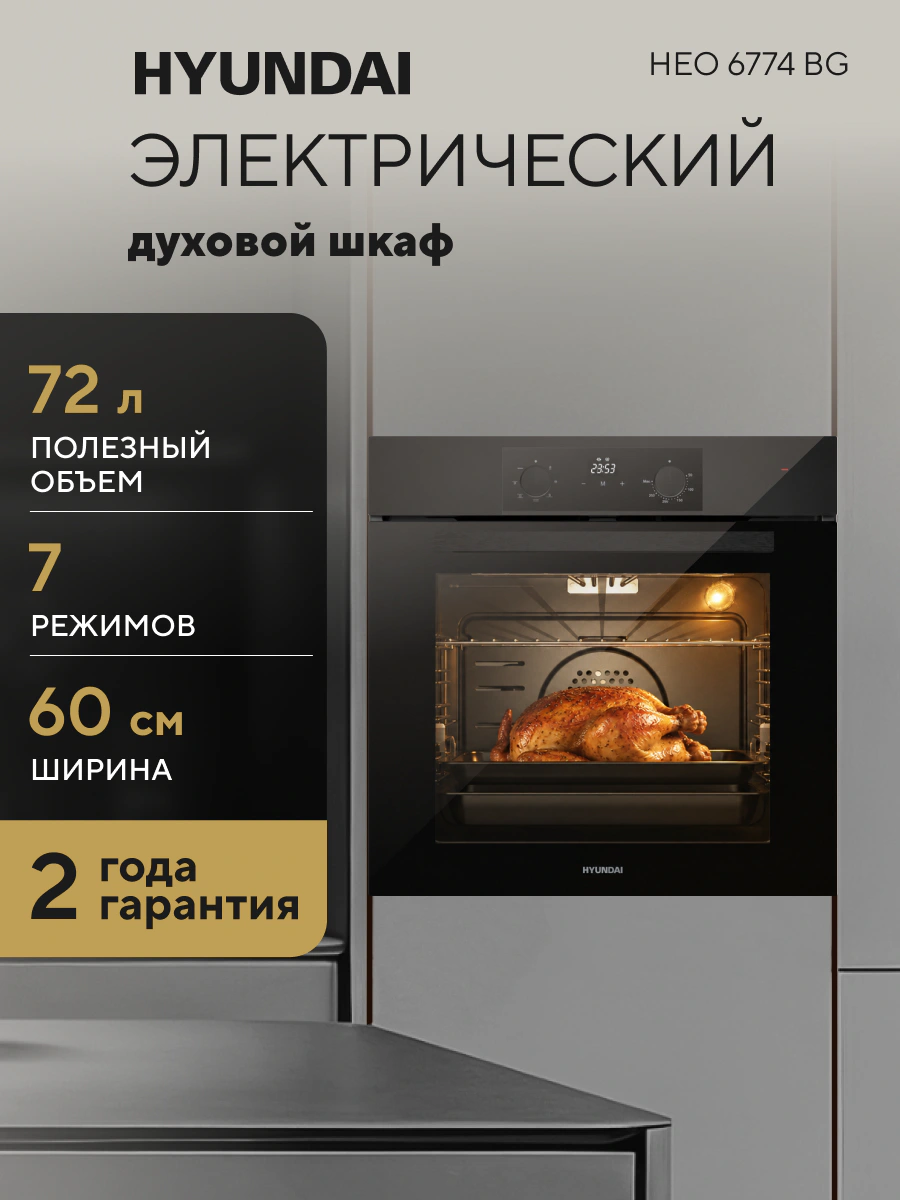 HYUNDAI
HEO 6774 BG
ЭЛЕКТРИЧЕСКИЙ
духовой шкаф
72 л
ПОЛЕЗНЫЙ
ОБЪЕМ
7
РЕЖИМОВ
60 см
ШИРИНА
2 года
гарантия
23:53
− M +
HYUNDAI